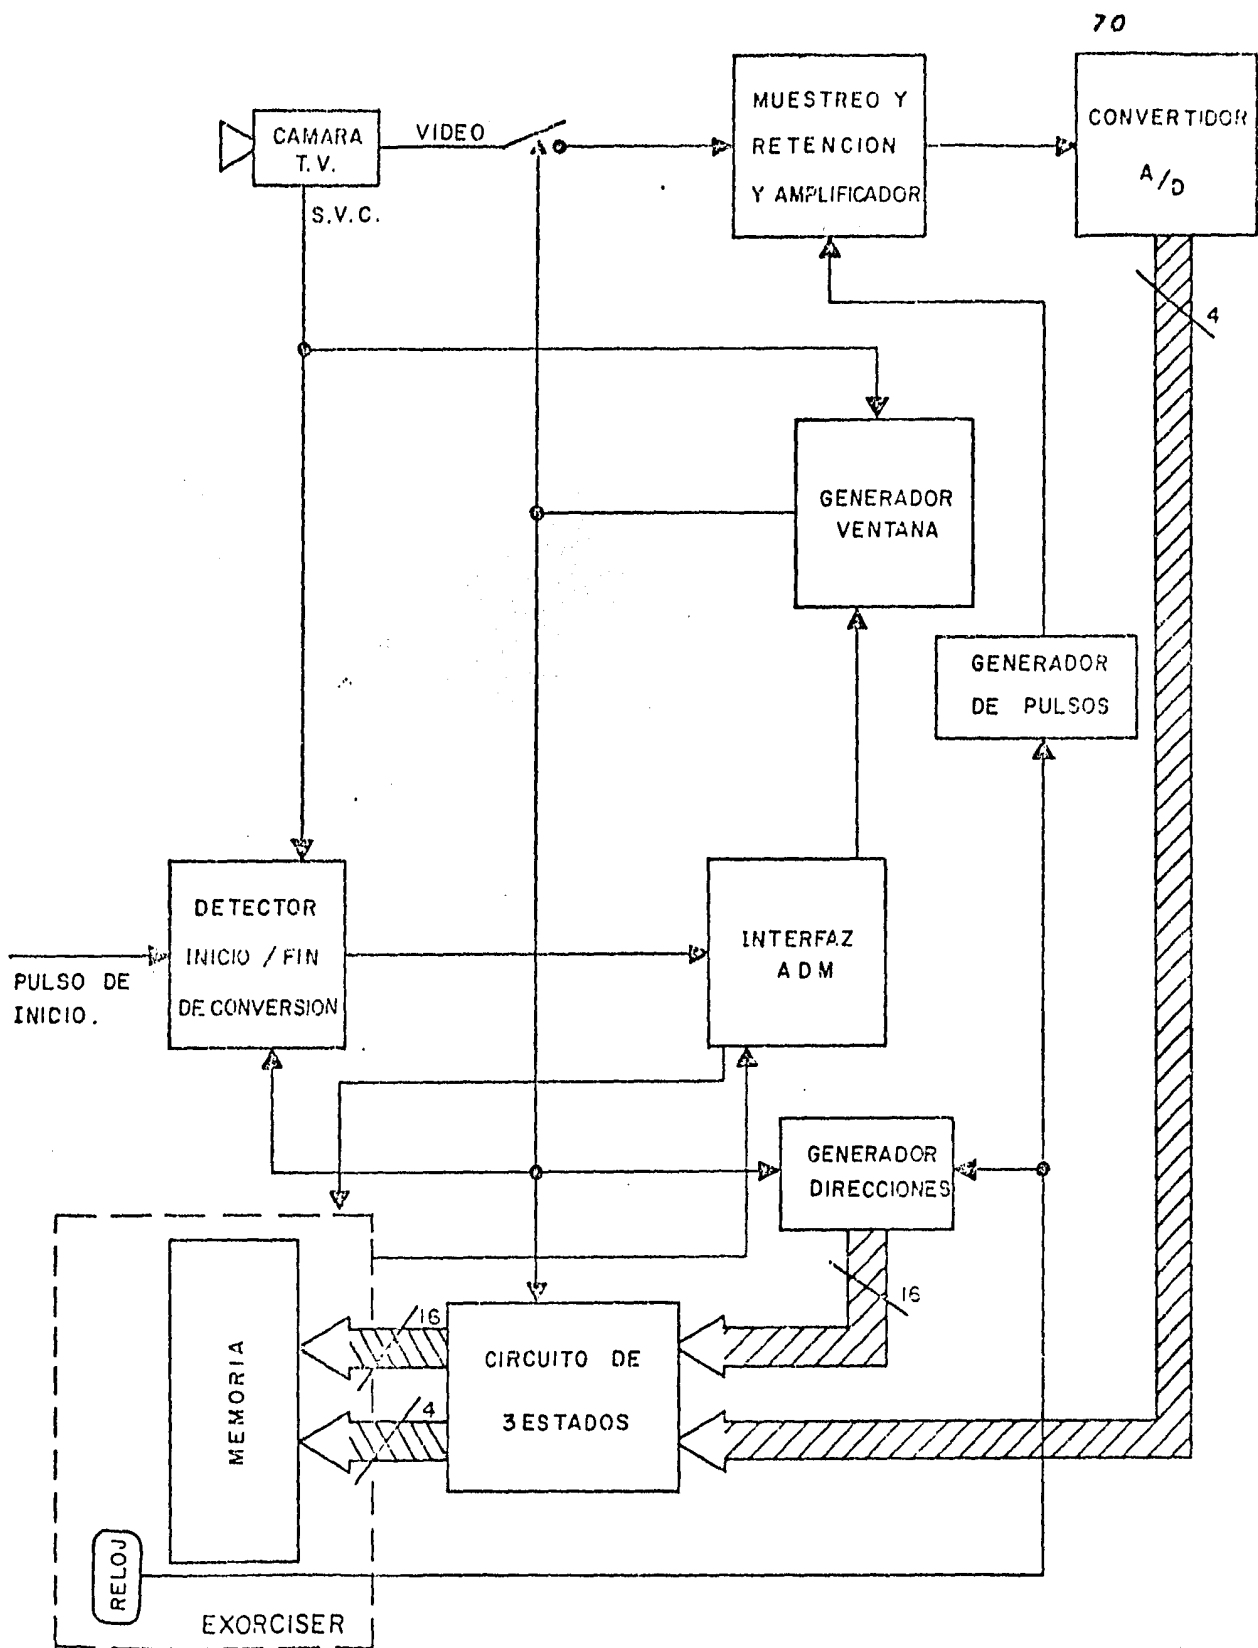 70
CAMARA
T.V.
VIDEO
S.V.C.
MUESTREO Y
RETENCION
Y AMPLIFICADOR
CONVERTIDOR
A/D
4
GENERADOR
VENTANA
GENERADOR
DE PULSOS
DETECTOR
INICIO / FIN
DE CONVERSION
PULSO DE
INICIO.
INTERFAZ
ADM
GENERADOR
DIRECCIONES
16
16
4
CIRCUITO DE
3 ESTADOS
MEMORIA
RELOJ
EXORCISER